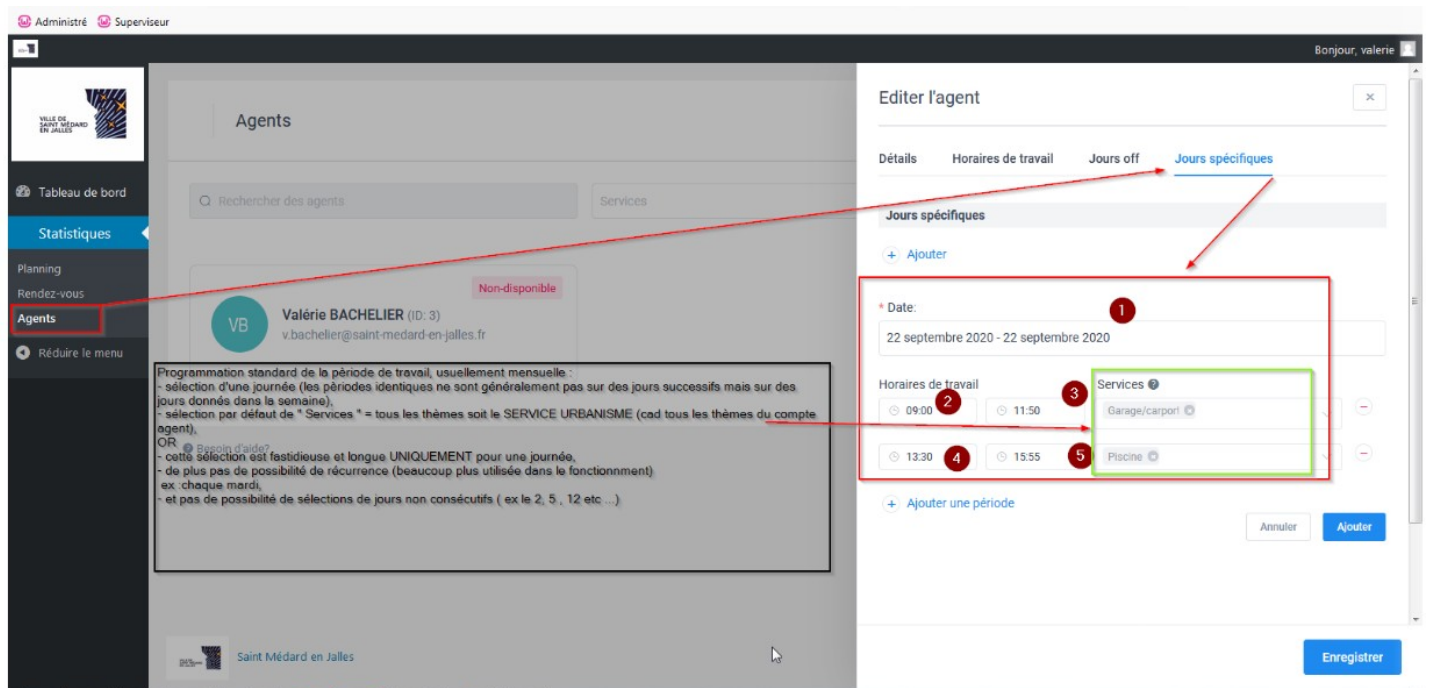 Administré Superviseur
Bonjour, valerie
VILLE DE
SAINT MÉDARD
EN JALLES
Tableau de bord
Statistiques
Planning
Rendez-vous
Agents
Réduire le menu
Agents
Rechercher des agents
Services
Non-disponible
VB
Valérie BACHELIER (ID: 3)
v.bachelier@saint-medard-en-jalles.fr
Programmation standard de la période de travail, usuellement mensuelle :
- sélection d'une journée (les périodes identiques ne sont généralement pas sur des jours successifs mais sur des
jours donnés dans la semaine),
- sélection par défaut de " Services " = tous les thèmes soit le SERVICE URBANISME (cad tous les thèmes du compte
agent),
OR
Besoin d'aide?
- cette sélection est fastidieuse et longue UNIQUEMENT pour une journée,
- de plus pas de possibilité de récurrence (beaucoup plus utilisée dans le fonctionnment)
ex :chaque mardi,
- et pas de possibilité de sélections de jours non consécutifs ( ex le 2, 5 , 12 etc ...)
Saint Médard en Jalles
Editer l'agent
×
Détails Horaires de travail Jours off Jours spécifiques
Jours spécifiques
+ Ajouter
* Date:
1
22 septembre 2020 - 22 septembre 2020
Horaires de travail
3 Services ?
09:00 2 11:50 Garage/carport
13:30 4 15:55 5 Piscine
+ Ajouter une période
Annuler Ajouter
Enregistrer